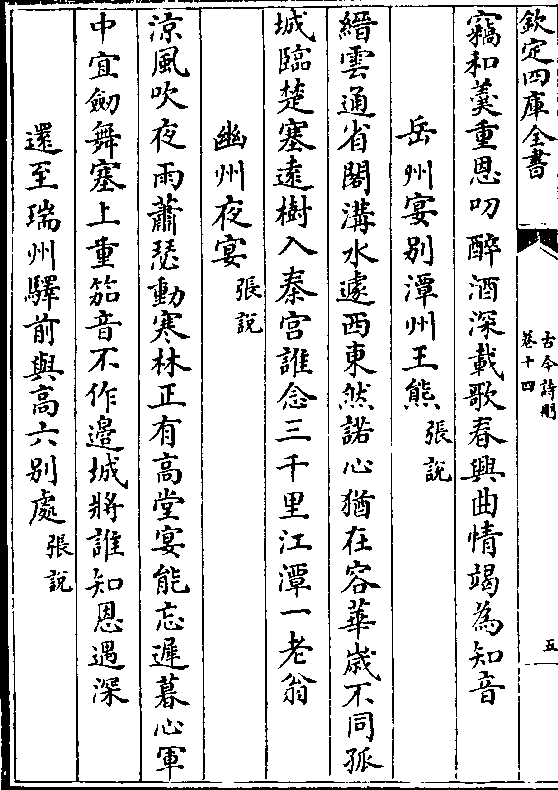 欽定四庫全書
古今詩删
卷十四
五
竊和羮重恩叨醉酒深載歌春興曲情竭為知音
岳州宴别潭州王熊 張說
縉雲通省閣溝水遽西東然諾心猶在容華歲不同孤
城臨楚塞遠樹入秦宫誰念三千里江潭一老翁
幽州夜宴 張說
涼風吹夜雨蕭瑟動寒林正有高堂宴能忘遲暮心軍
中宜劒舞塞上重笳音不作邉城將誰知恩遇深
還至瑞州驛前與高六别處 張說